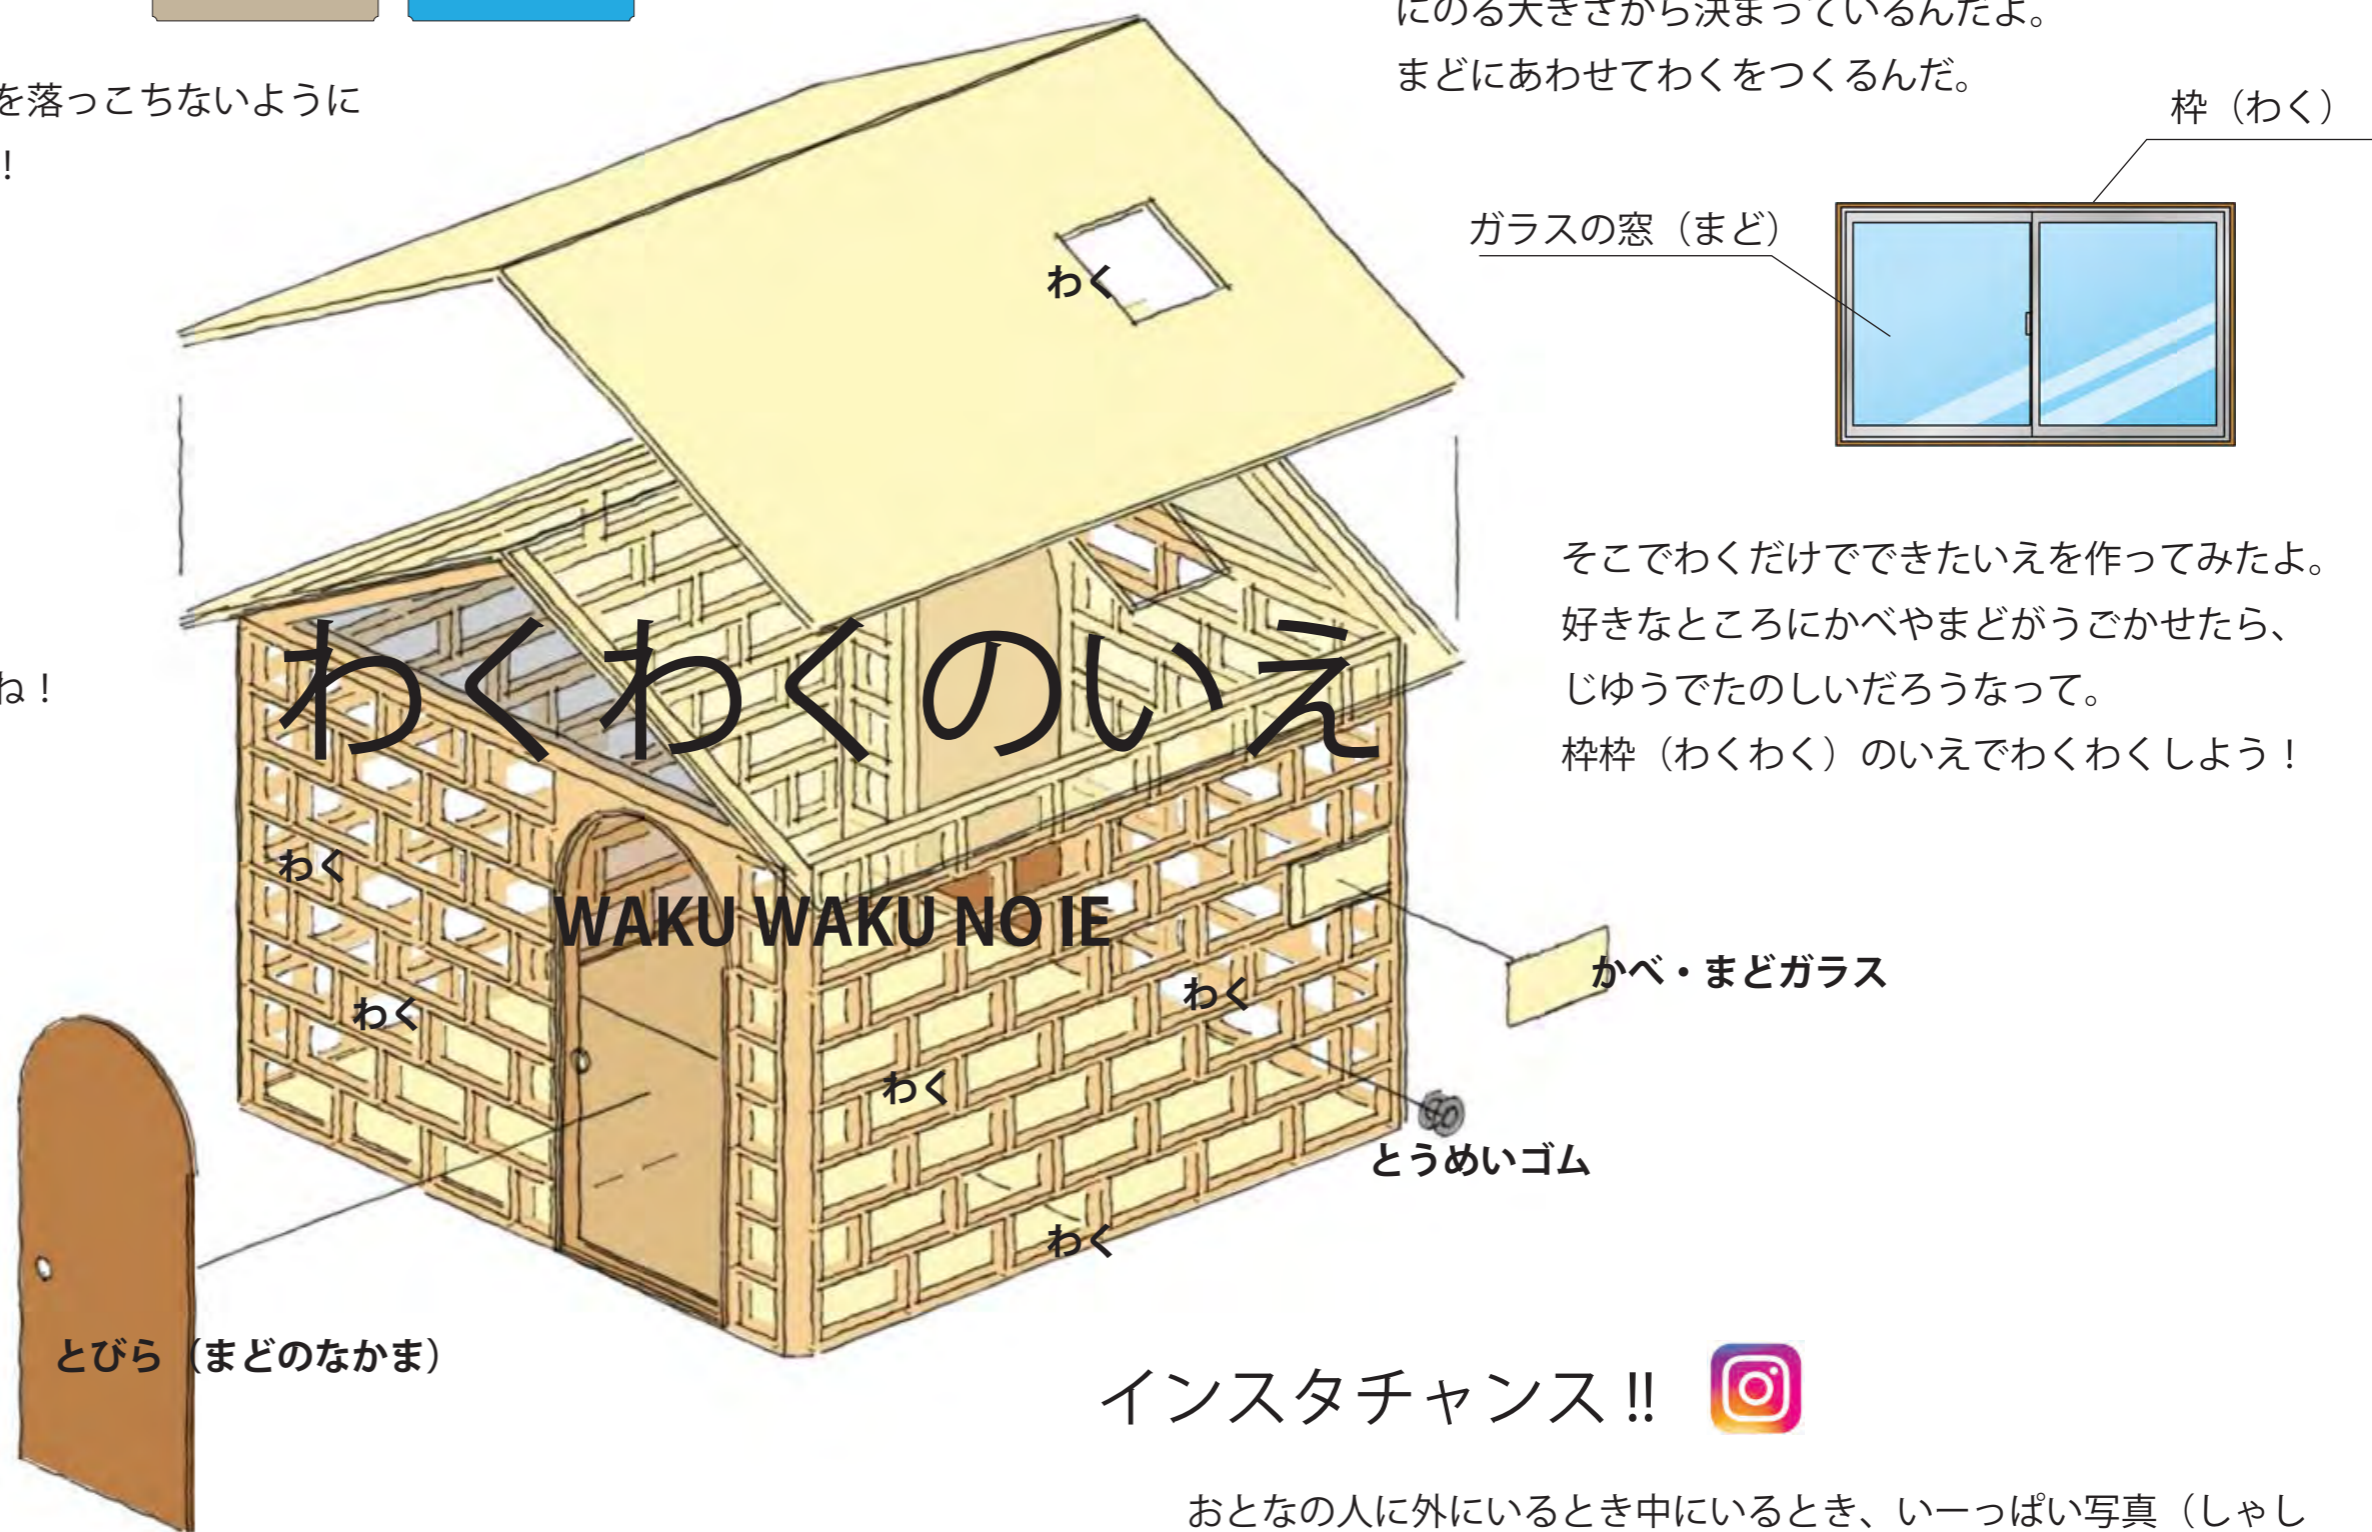 にのる大きさから決まっているんだよ。
まどにあわせてわくをつくるんだ。
を落っこちないように
！
枠（わく）
ガラスの窓（まど）
わく
そこでわくだけでできたいえを作ってみたよ。
好きなところにかべやまどがうごかせたら、
じゆうでたのしいだろうなって。
枠枠（わくわく）のいえでわくわくしよう！
ね！
わくわくのいえ
WAKU WAKU NO IE
わく
わく
わく
わく
わく
かべ・まどガラス
とうめいゴム
とびら（まどのなかま）
インスタチャンス!!
おとなの人に外にいるとき中にいるとき、いーっぱい写真（しゃし